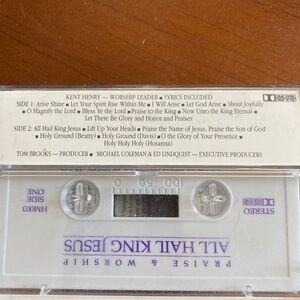 KENT HENRY — WORSHIP LEADER ■ LYRICS INCLUDED
SIDE 1: Arise Shine ■ Let Your Spirit Rise Within Me ■ I Will Arise ■ Let God Arise ■ Shout Joyfully
■ O Magnify the Lord ■ Bless Ye the Lord ■ Praise to the King ■ Now Unto the King Eternal ■
Let There Be Glory and Honor and Praises
SIDE 2: All Hail King Jesus ■ Lift Up Your Heads ■ Praise the Name of Jesus, Praise the Son of God
■ Holy Ground (Beatty) ■ Holy Ground (Davis) ■ O the Glory of Your Presence ■
Holy Holy Holy (Hosanna)
TOM BROOKS — PRODUCER ■ MICHAEL COLEMAN & ED LINDQUIST — EXECUTIVE PRODUCERS
PRAISE & WORSHIP
ALL HAIL KING JESUS
HM003
SIDE
ONE
STEREO
100 50 0